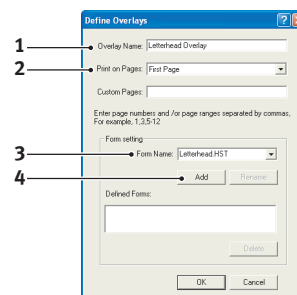 Define Overlays
1
Overlay Name: Letterhead Overlay
2
Print on Pages: First Page
Custom Pages:
Enter page numbers and /or page ranges separated by commas,
For example, 1,3,5-12
Form setting
3
Form Name: Letterhead.HST
4
Add Rename
Defined Forms:
Delete
OK Cancel